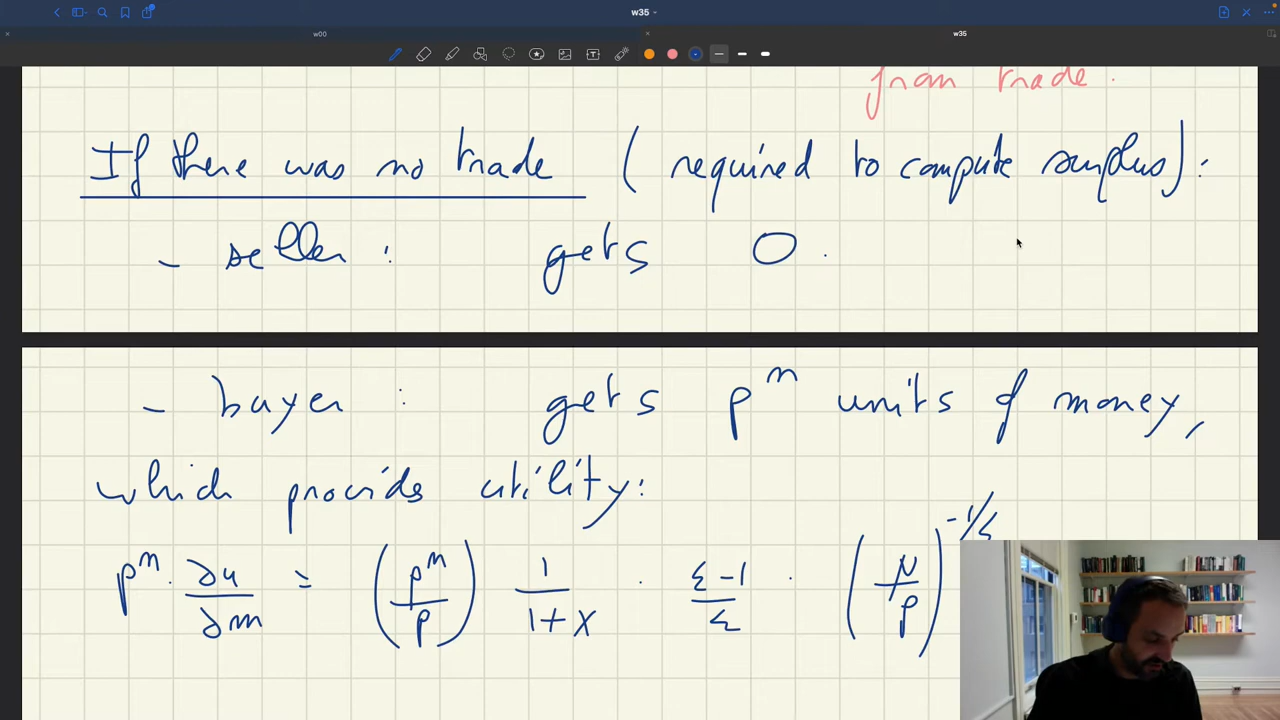 w35
w00
w35
from trade.
If there was no trade (required to compute surplus):
- seller: gets 0.
- buyer: gets p^m units of money,
which provides utility:
p^m · ∂u/∂m = (p^m/p) 1/(1+χ) · (ε-1)/ε · (μ/p)^(-1/ε)